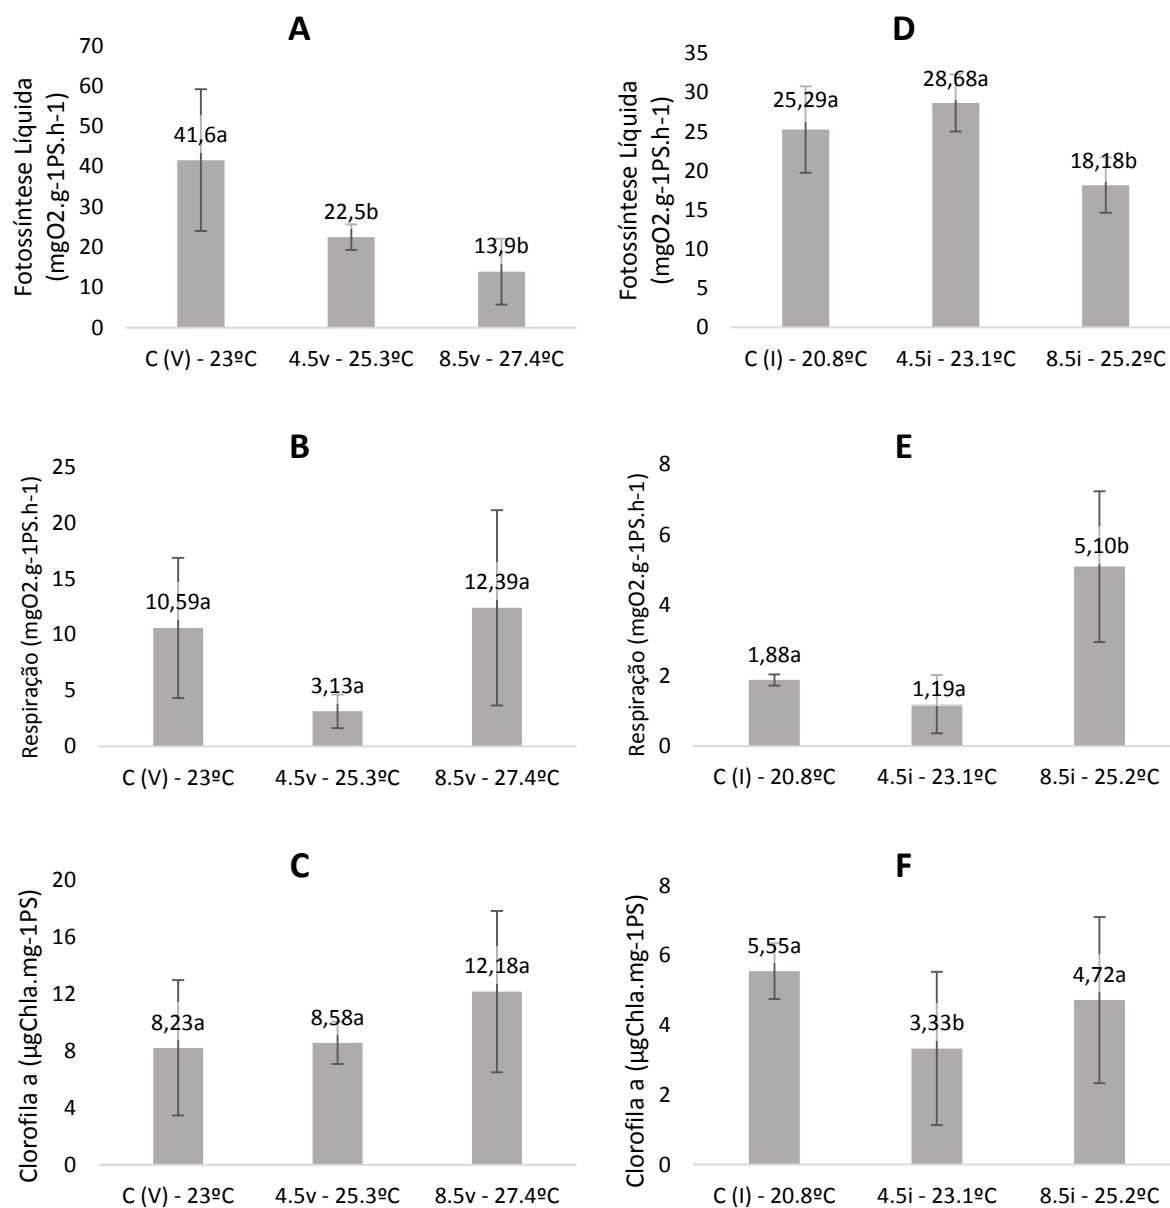 A
Fotossíntese Líquida
(mgO2.g-1PS.h-1)
70
60
50
40
30
20
10
0
41,6a
22,5b
13,9b
C (V) - 23ºC
4.5v - 25.3ºC
8.5v - 27.4ºC
D
Fotossíntese Líquida
(mgO2.g-1PS.h-1)
35
30
25
20
15
10
5
0
25,29a
28,68a
18,18b
C (I) - 20.8ºC
4.5i - 23.1ºC
8.5i - 25.2ºC
B
Respiração (mgO2.g-1PS.h-1)
25
20
15
10
5
0
10,59a
3,13a
12,39a
C (V) - 23ºC
4.5v - 25.3ºC
8.5v - 27.4ºC
E
Respiração (mgO2.g-1PS.h-1)
8
6
4
2
0
1,88a
1,19a
5,10b
C (I) - 20.8ºC
4.5i - 23.1ºC
8.5i - 25.2ºC
C
Clorofila a (µgChla.mg-1PS)
20
16
12
8
4
0
8,23a
8,58a
12,18a
C (V) - 23ºC
4.5v - 25.3ºC
8.5v - 27.4ºC
F
Clorofila a (µgChla.mg-1PS)
8
6
4
2
0
5,55a
3,33b
4,72a
C (I) - 20.8ºC
4.5i - 23.1ºC
8.5i - 25.2ºC